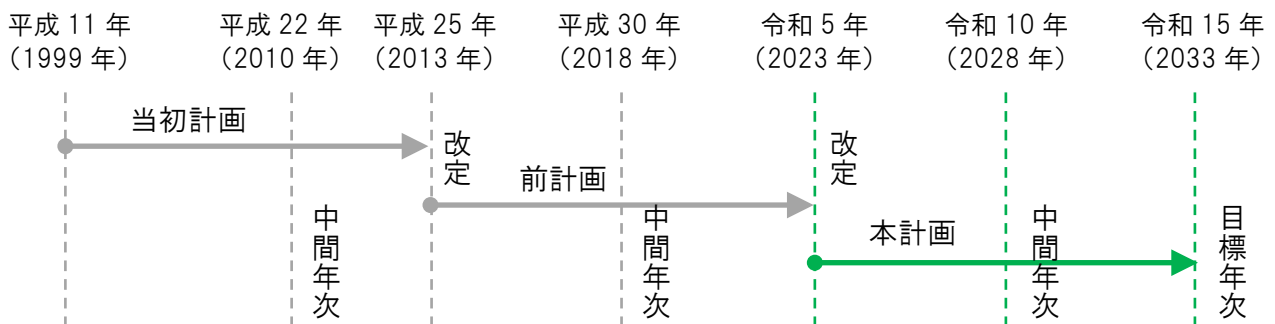 平成 11 年
（1999 年）
平成 22 年
（2010 年）
平成 25 年
（2013 年）
平成 30 年
（2018 年）
令和 5 年
（2023 年）
令和 10 年
（2028 年）
令和 15 年
（2033 年）
当初計画
改定
前計画
改定
本計画
中間年次
中間年次
中間年次
目標年次